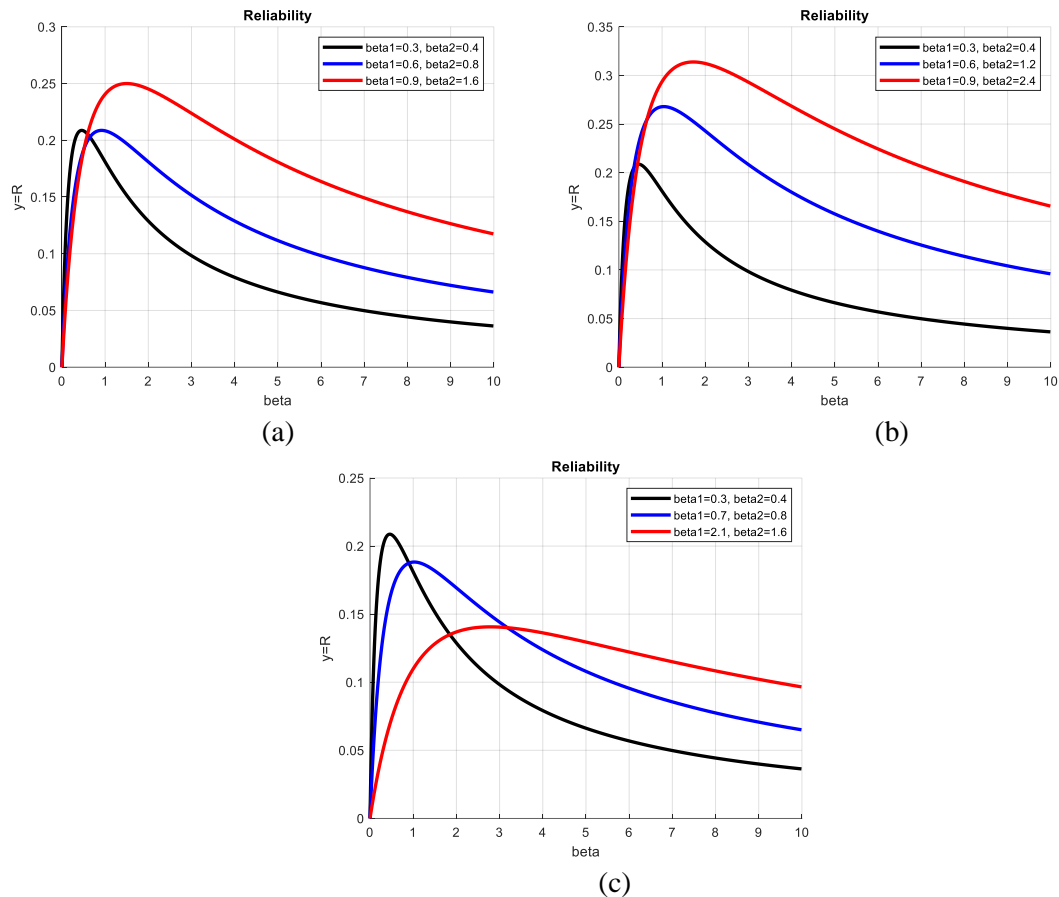 Reliability
0.3
0.25
0.2
0.15
0.1
0.05
0
y=R
beta1=0.3, beta2=0.4
beta1=0.6, beta2=0.8
beta1=0.9, beta2=1.6
0 1 2 3 4 5 6 7 8 9 10
beta
(a)
Reliability
0.35
0.3
0.25
0.2
0.15
0.1
0.05
0
y=R
beta1=0.3, beta2=0.4
beta1=0.6, beta2=1.2
beta1=0.9, beta2=2.4
0 1 2 3 4 5 6 7 8 9 10
beta
(b)
Reliability
0.25
0.2
0.15
0.1
0.05
0
y=R
beta1=0.3, beta2=0.4
beta1=0.7, beta2=0.8
beta1=2.1, beta2=1.6
0 1 2 3 4 5 6 7 8 9 10
beta
(c)